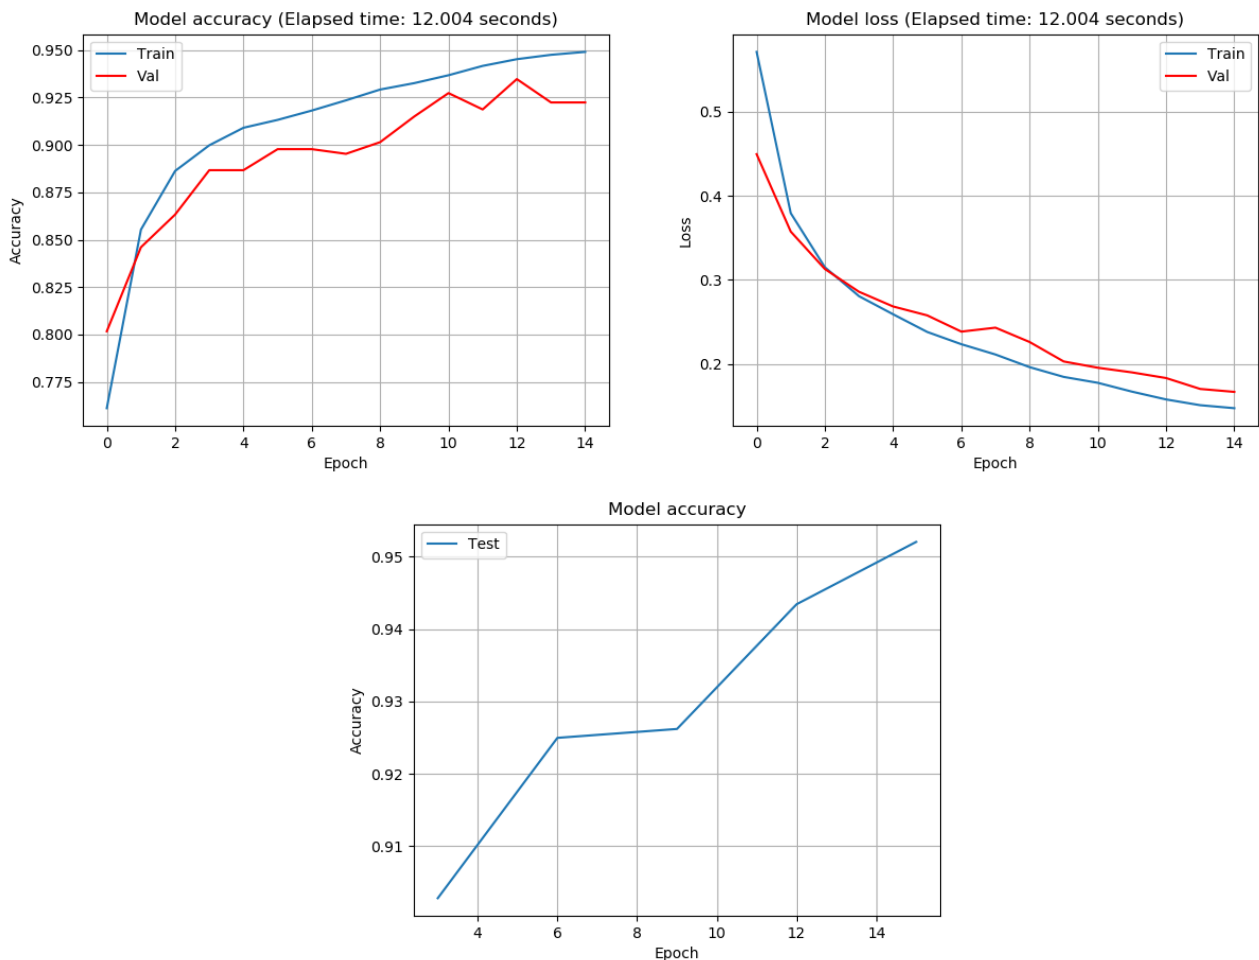 Model accuracy (Elapsed time: 12.004 seconds)
0.950
0.925
0.900
0.875
0.850
0.825
0.800
0.775
Accuracy
Train
Val
0 2 4 6 8 10 12 14
Epoch
Model loss (Elapsed time: 12.004 seconds)
0.5
0.4
0.3
0.2
Loss
Train
Val
0 2 4 6 8 10 12 14
Epoch
Model accuracy
0.95
0.94
0.93
0.92
0.91
Accuracy
Test
4 6 8 10 12 14
Epoch